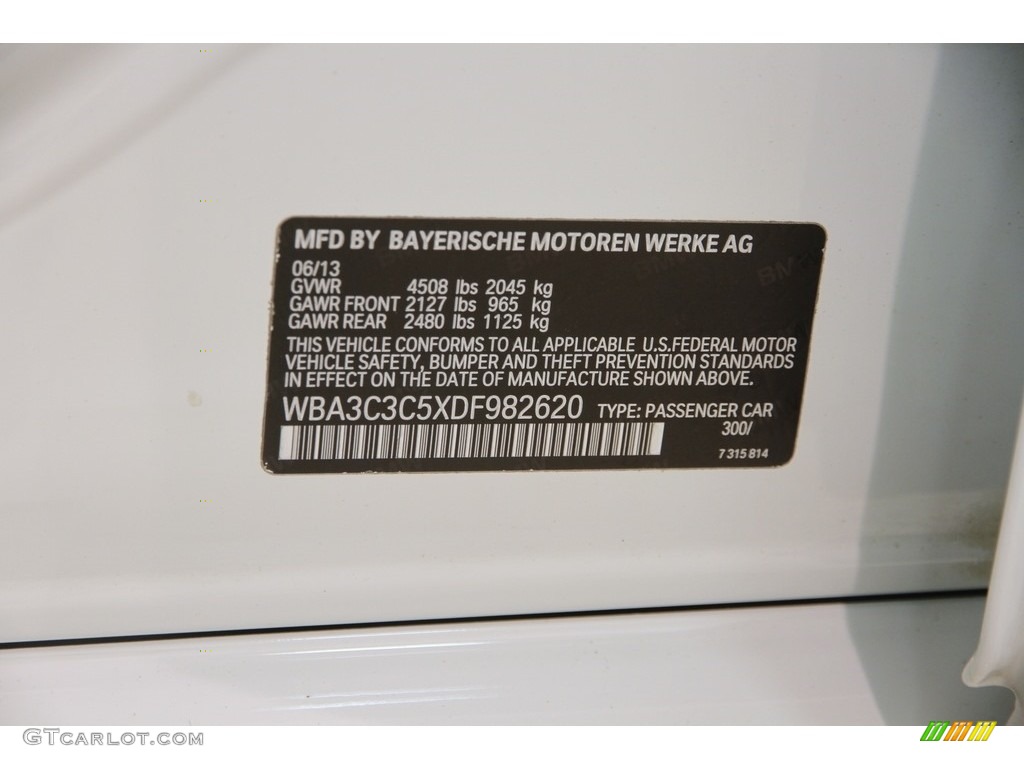 MFD BY BAYERISCHE MOTOREN WERKE AG
06/13
GVWR 4508 lbs 2045 kg
GAWR FRONT 2127 lbs 965 kg
GAWR REAR 2480 lbs 1125 kg
THIS VEHICLE CONFORMS TO ALL APPLICABLE U.S.FEDERAL MOTOR
VEHICLE SAFETY, BUMPER AND THEFT PREVENTION STANDARDS
IN EFFECT ON THE DATE OF MANUFACTURE SHOWN ABOVE.
WBA3C3C5XDF982620 TYPE: PASSENGER CAR
300/
7 315 814
GTCARLOT.COM